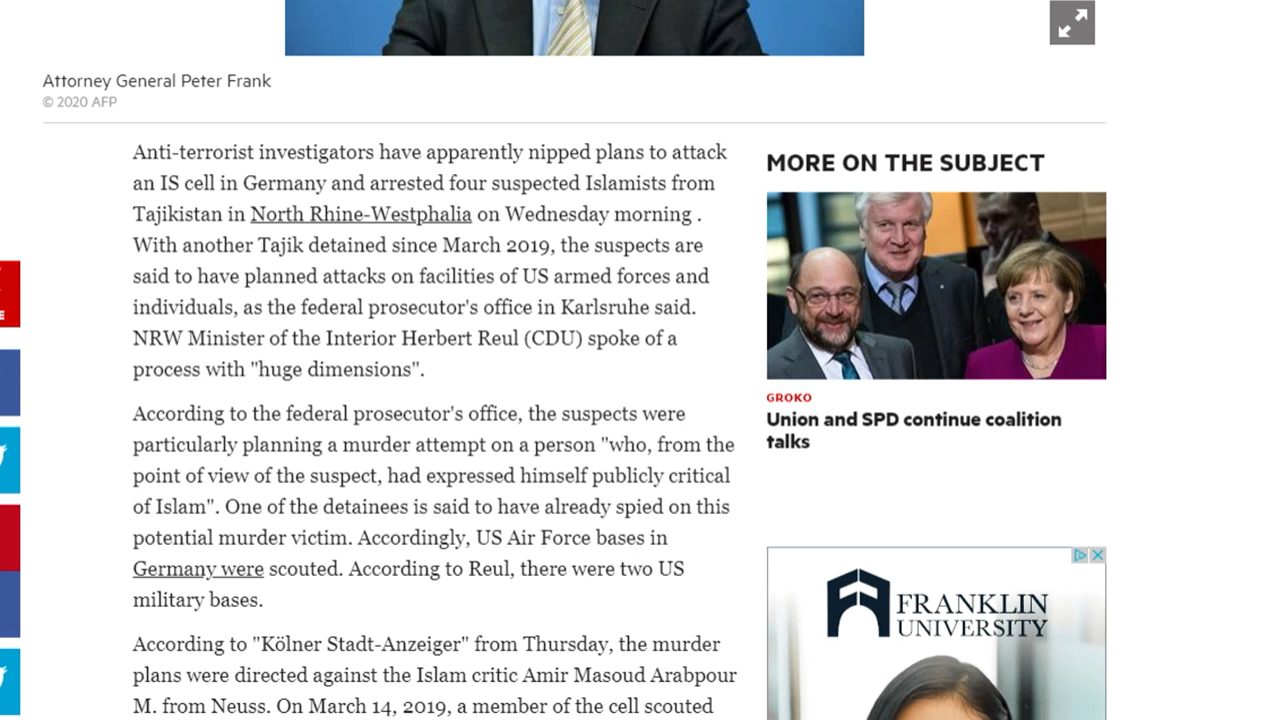 Attorney General Peter Frank
© 2020 AFP
Anti-terrorist investigators have apparently nipped plans to attack
an IS cell in Germany and arrested four suspected Islamists from
Tajikistan in North Rhine-Westphalia on Wednesday morning .
With another Tajik detained since March 2019, the suspects are
said to have planned attacks on facilities of US armed forces and
individuals, as the federal prosecutor's office in Karlsruhe said.
NRW Minister of the Interior Herbert Reul (CDU) spoke of a
process with "huge dimensions".
According to the federal prosecutor's office, the suspects were
particularly planning a murder attempt on a person "who, from the
point of view of the suspect, had expressed himself publicly critical
of Islam". One of the detainees is said to have already spied on this
potential murder victim. Accordingly, US Air Force bases in
Germany were scouted. According to Reul, there were two US
military bases.
According to "Kölner Stadt-Anzeiger" from Thursday, the murder
plans were directed against the Islam critic Amir Masoud Arabpour
M. from Neuss. On March 14, 2019, a member of the cell scouted
MORE ON THE SUBJECT
GROKO
Union and SPD continue coalition
talks
FRANKLIN
UNIVERSITY